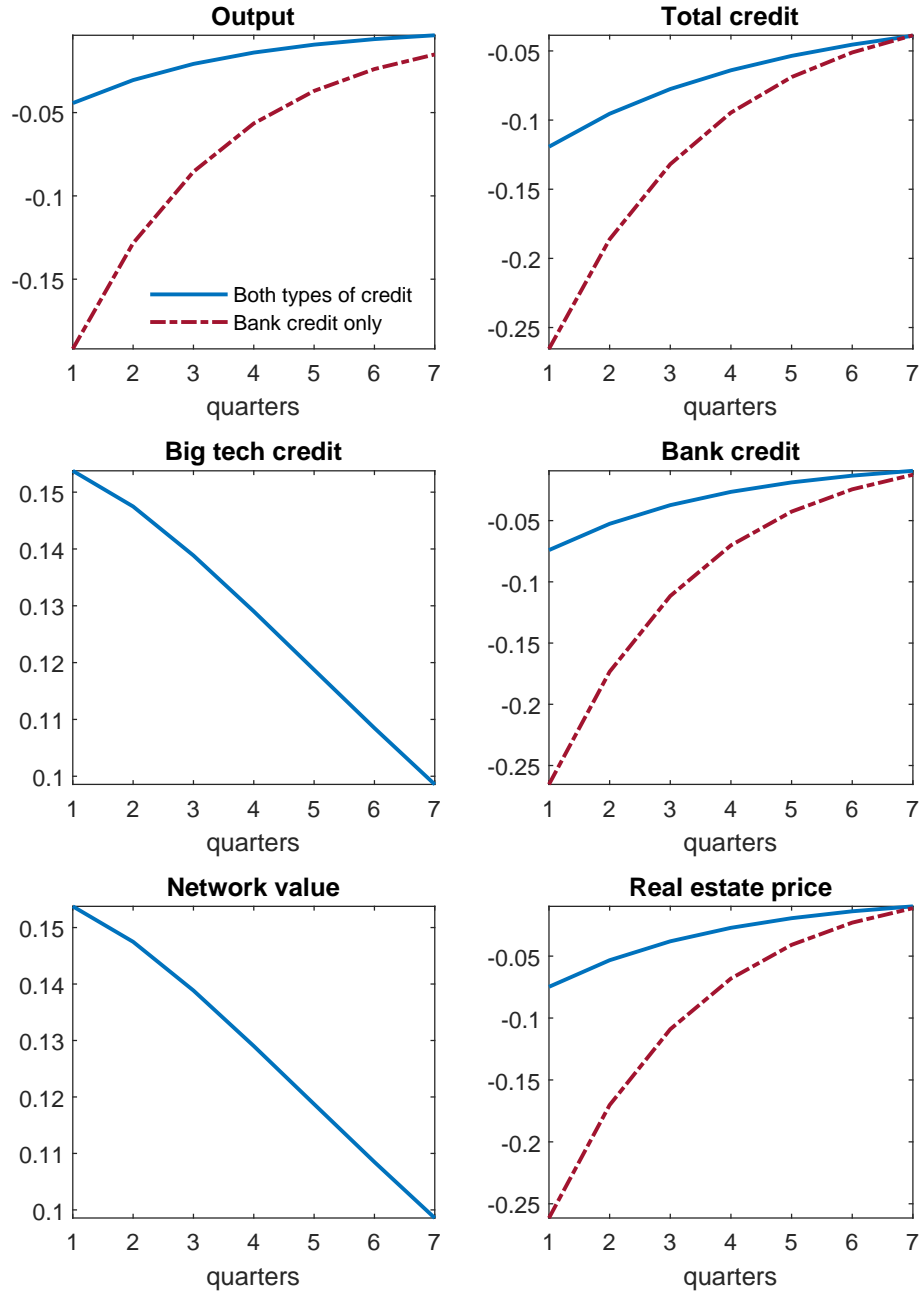 Output
-0.05
-0.1
-0.15
Both types of credit
Bank credit only
1 2 3 4 5 6 7
quarters
Total credit
-0.05
-0.1
-0.15
-0.2
-0.25
1 2 3 4 5 6 7
quarters
Big tech credit
0.15
0.14
0.13
0.12
0.11
0.1
1 2 3 4 5 6 7
quarters
Bank credit
-0.05
-0.1
-0.15
-0.2
-0.25
1 2 3 4 5 6 7
quarters
Network value
0.15
0.14
0.13
0.12
0.11
0.1
1 2 3 4 5 6 7
quarters
Real estate price
-0.05
-0.1
-0.15
-0.2
-0.25
1 2 3 4 5 6 7
quarters